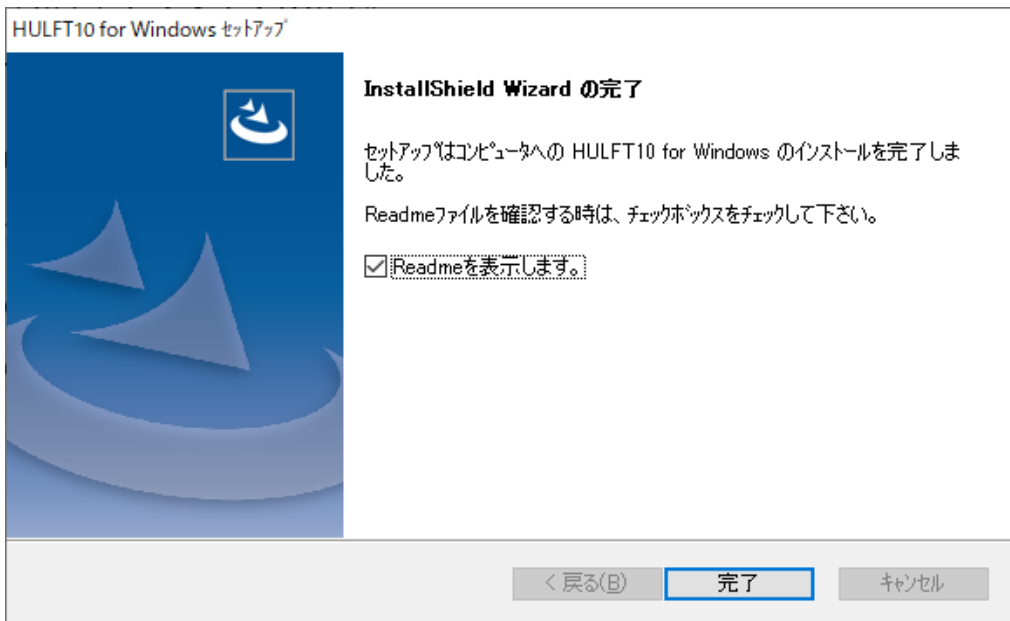 HULFT10 for Windows ｾｯﾄｱｯﾌﾟ
InstallShield Wizard の完了
ｾｯﾄｱｯﾌﾟはｺﾝﾋﾟｭｰﾀへの HULFT10 for Windows のｲﾝｽﾄｰﾙを完了しま
した。
Readmeﾌｧｲﾙを確認する時は、ﾁｪｯｸﾎﾞｯｸｽをﾁｪｯｸして下さい。
Readmeを表示します。
< 戻る(B)
完了
ｷｬﾝｾﾙ